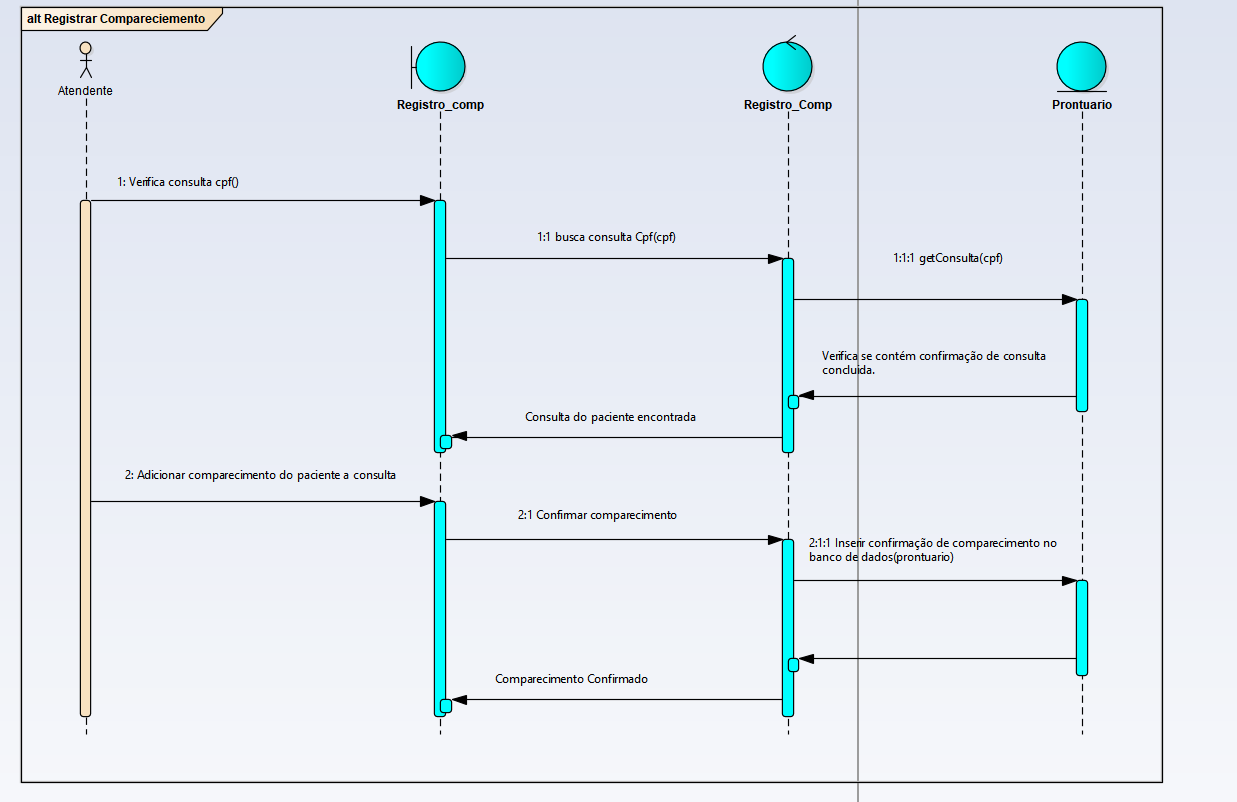 alt Registrar Compareciemento
Atendente
Registro_comp
Registro_Comp
Prontuario
1: Verifica consulta cpf()
1:1 busca consulta Cpf(cpf)
1:1:1 getConsulta(cpf)
Verifica se contém confirmação de consulta
concluida.
Consulta do paciente encontrada
2: Adicionar comparecimento do paciente a consulta
2:1 Confirmar comparecimento
2:1:1 Inserir confirmação de comparecimento no
banco de dados(prontuario)
Comparecimento Confirmado